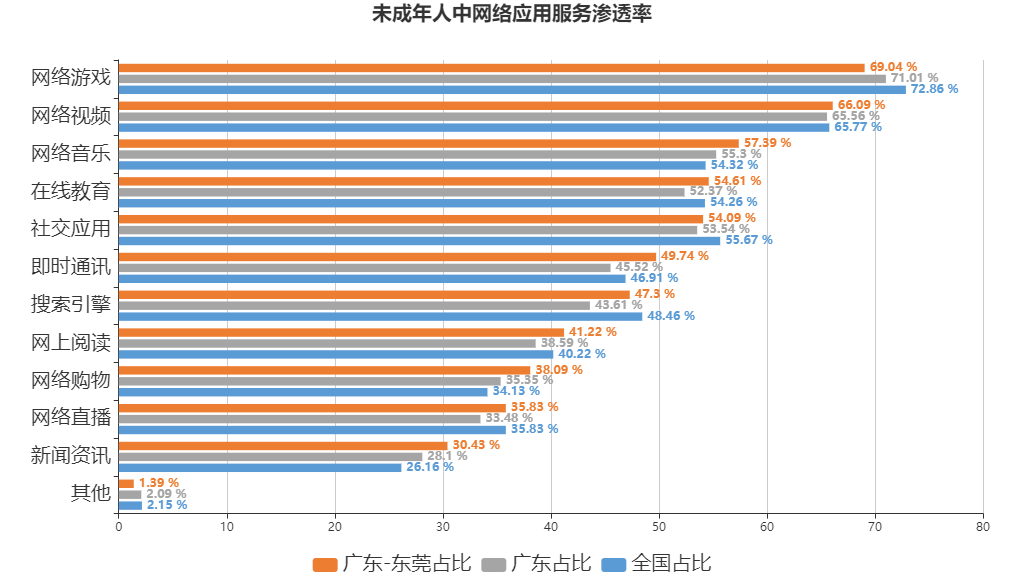 未成年人中网络应用服务渗透率
网络游戏
69.04 %
71.01 %
72.86 %
网络视频
66.09 %
65.56 %
65.77 %
网络音乐
57.39 %
55.3 %
54.32 %
在线教育
54.61 %
52.37 %
54.26 %
社交应用
54.09 %
53.54 %
55.67 %
即时通讯
49.74 %
45.52 %
46.91 %
搜索引擎
47.3 %
43.61 %
48.46 %
网上阅读
41.22 %
38.59 %
40.22 %
网络购物
38.09 %
35.35 %
34.13 %
网络直播
35.83 %
33.48 %
35.83 %
新闻资讯
30.43 %
28.1 %
26.16 %
其他
1.39 %
2.09 %
2.15 %
0 10 20 30 40 50 60 70 80
广东-东莞占比 广东占比 全国占比